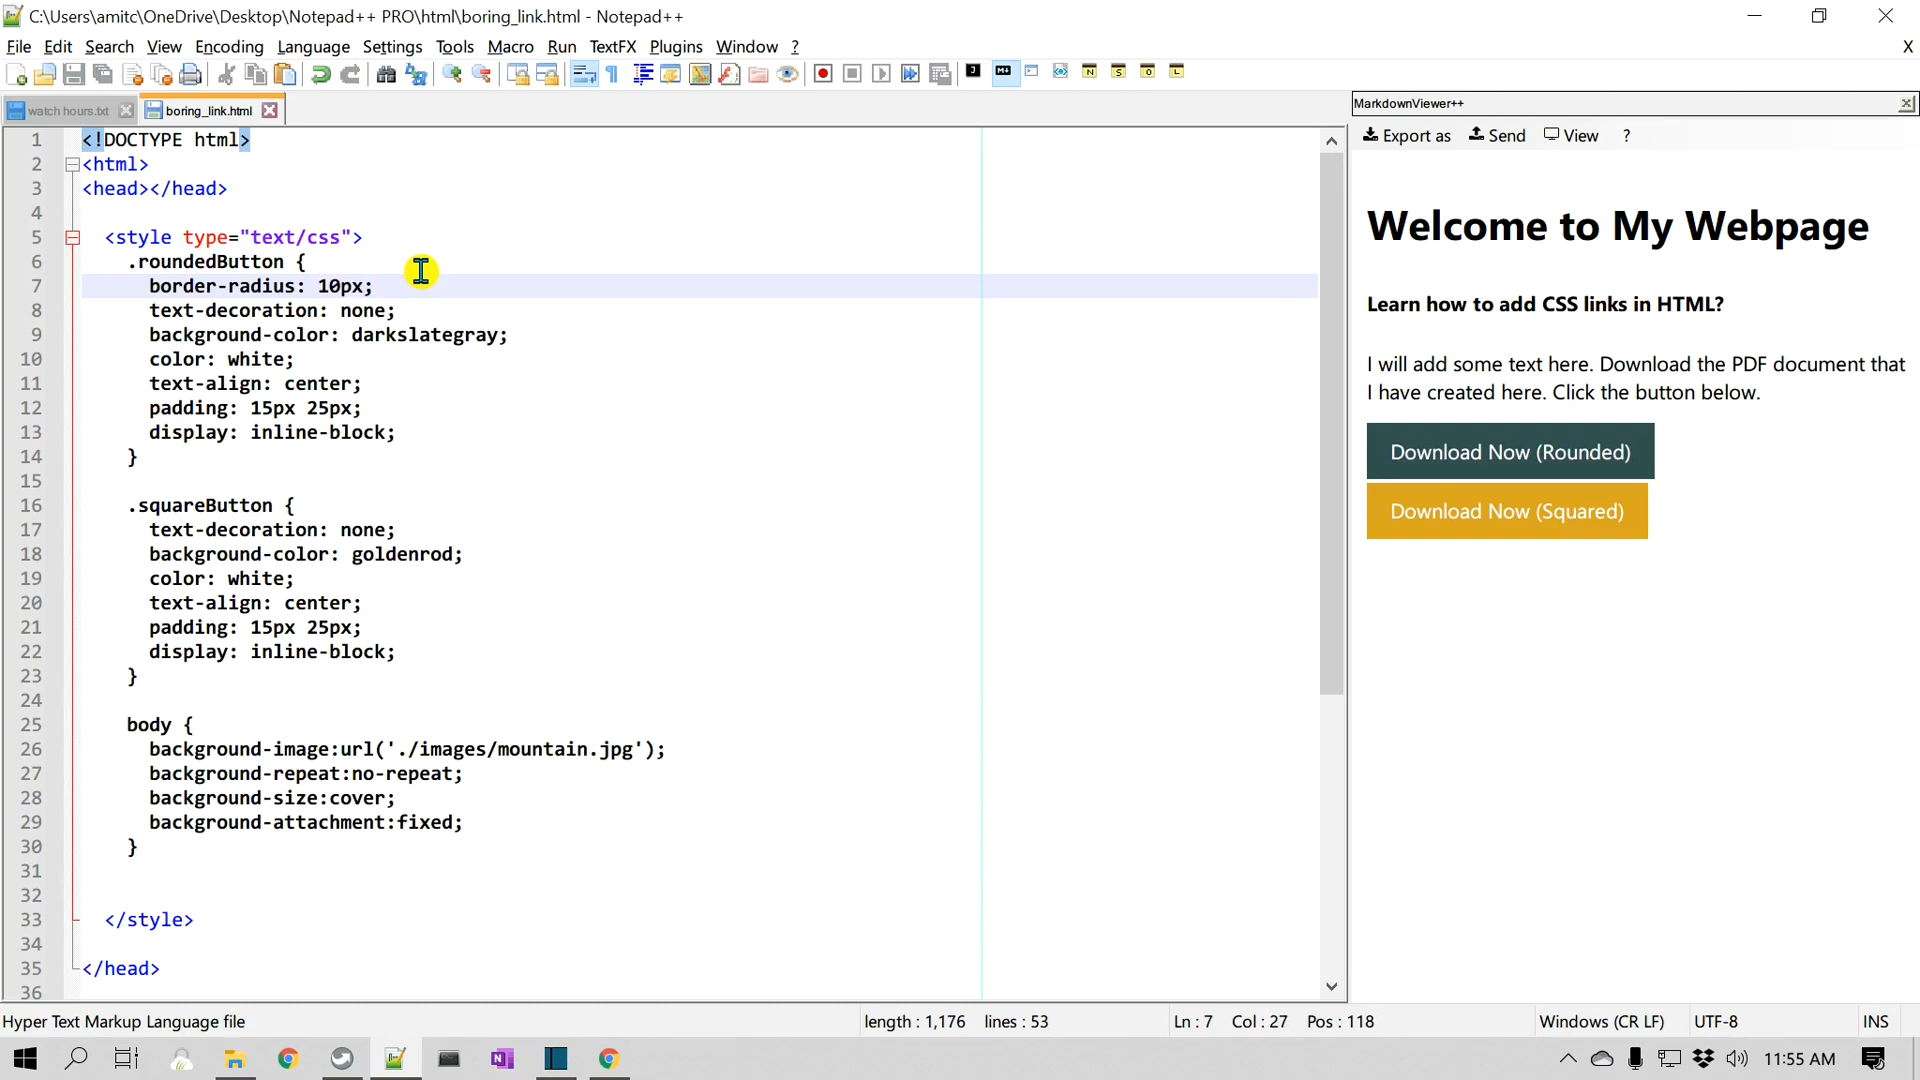 C:\Users\amitc\OneDrive\Desktop\Notepad++ PRO\html\boring_link.html - Notepad++
File Edit Search View Encoding Language Settings Tools Macro Run TextFX Plugins Window ? X
watch hours.txt boring_link.html
MarkdownViewer++
Export as Send View ?
1 <!DOCTYPE html>
2 <html>
3 <head></head>
4
5 <style type="text/css">
6 .roundedButton {
7 border-radius: 10px;
8 text-decoration: none;
9 background-color: darkslategray;
10 color: white;
11 text-align: center;
12 padding: 15px 25px;
13 display: inline-block;
14 }
15
16 .squareButton {
17 text-decoration: none;
18 background-color: goldenrod;
19 color: white;
20 text-align: center;
21 padding: 15px 25px;
22 display: inline-block;
23 }
24
25 body {
26 background-image:url('./images/mountain.jpg');
27 background-repeat:no-repeat;
28 background-size:cover;
29 background-attachment:fixed;
30 }
31
32
33 </style>
34
35 </head>
36
Welcome to My Webpage
Learn how to add CSS links in HTML?
I will add some text here. Download the PDF document that
I have created here. Click the button below.
Download Now (Rounded)
Download Now (Squared)
Hyper Text Markup Language file length : 1,176 lines : 53 Ln : 7 Col : 27 Pos : 118 Windows (CR LF) UTF-8 INS
11:55 AM